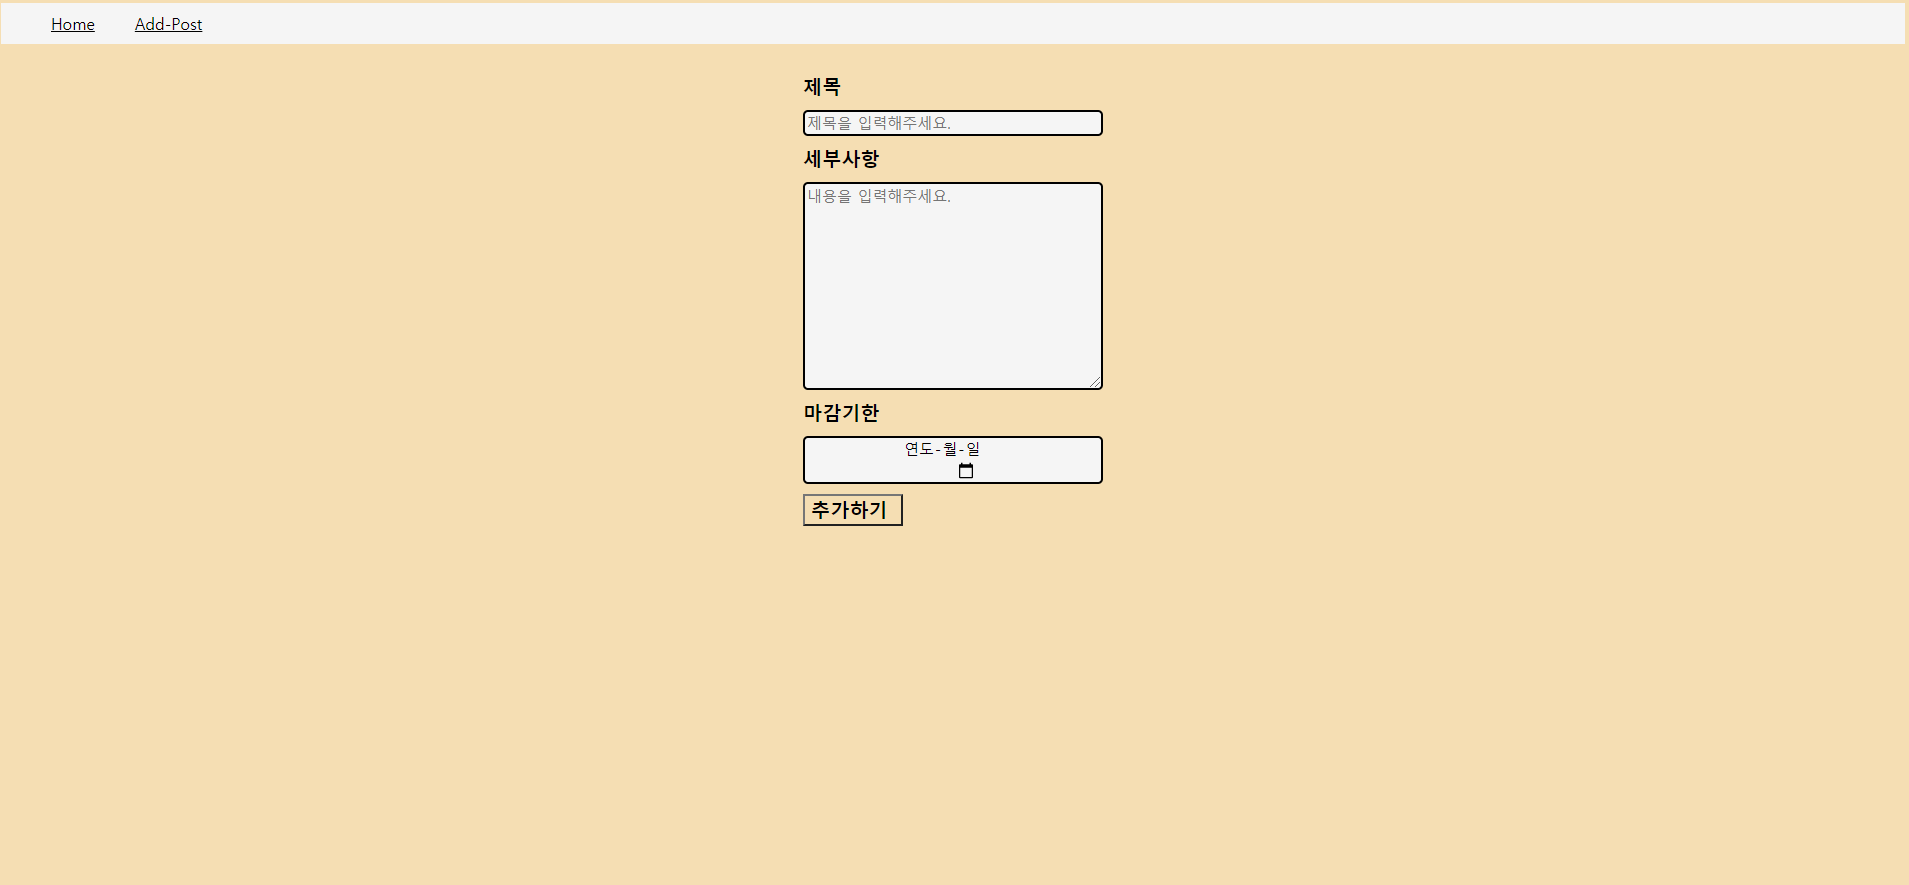 Home Add-Post
제목
제목을 입력해주세요.
세부사항
내용을 입력해주세요.
마감기한
연도-월-일
추가하기